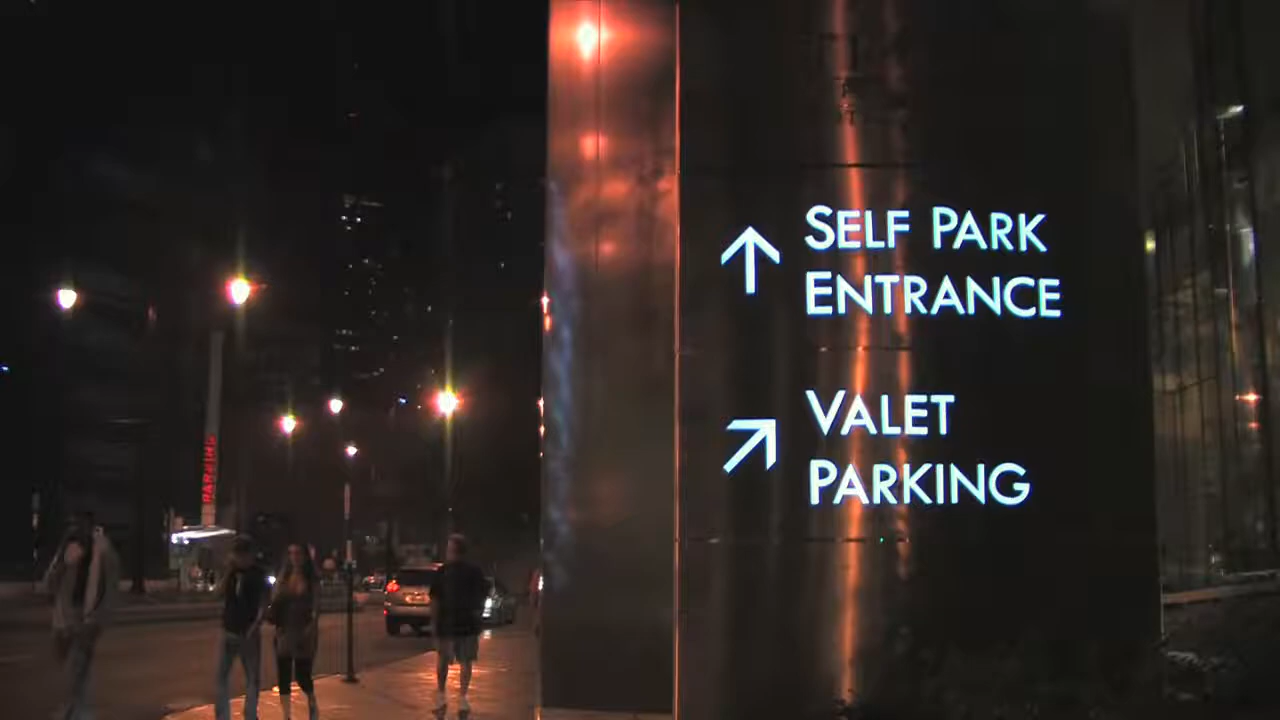 SELF PARK
ENTRANCE
VALET
PARKING
PARKING